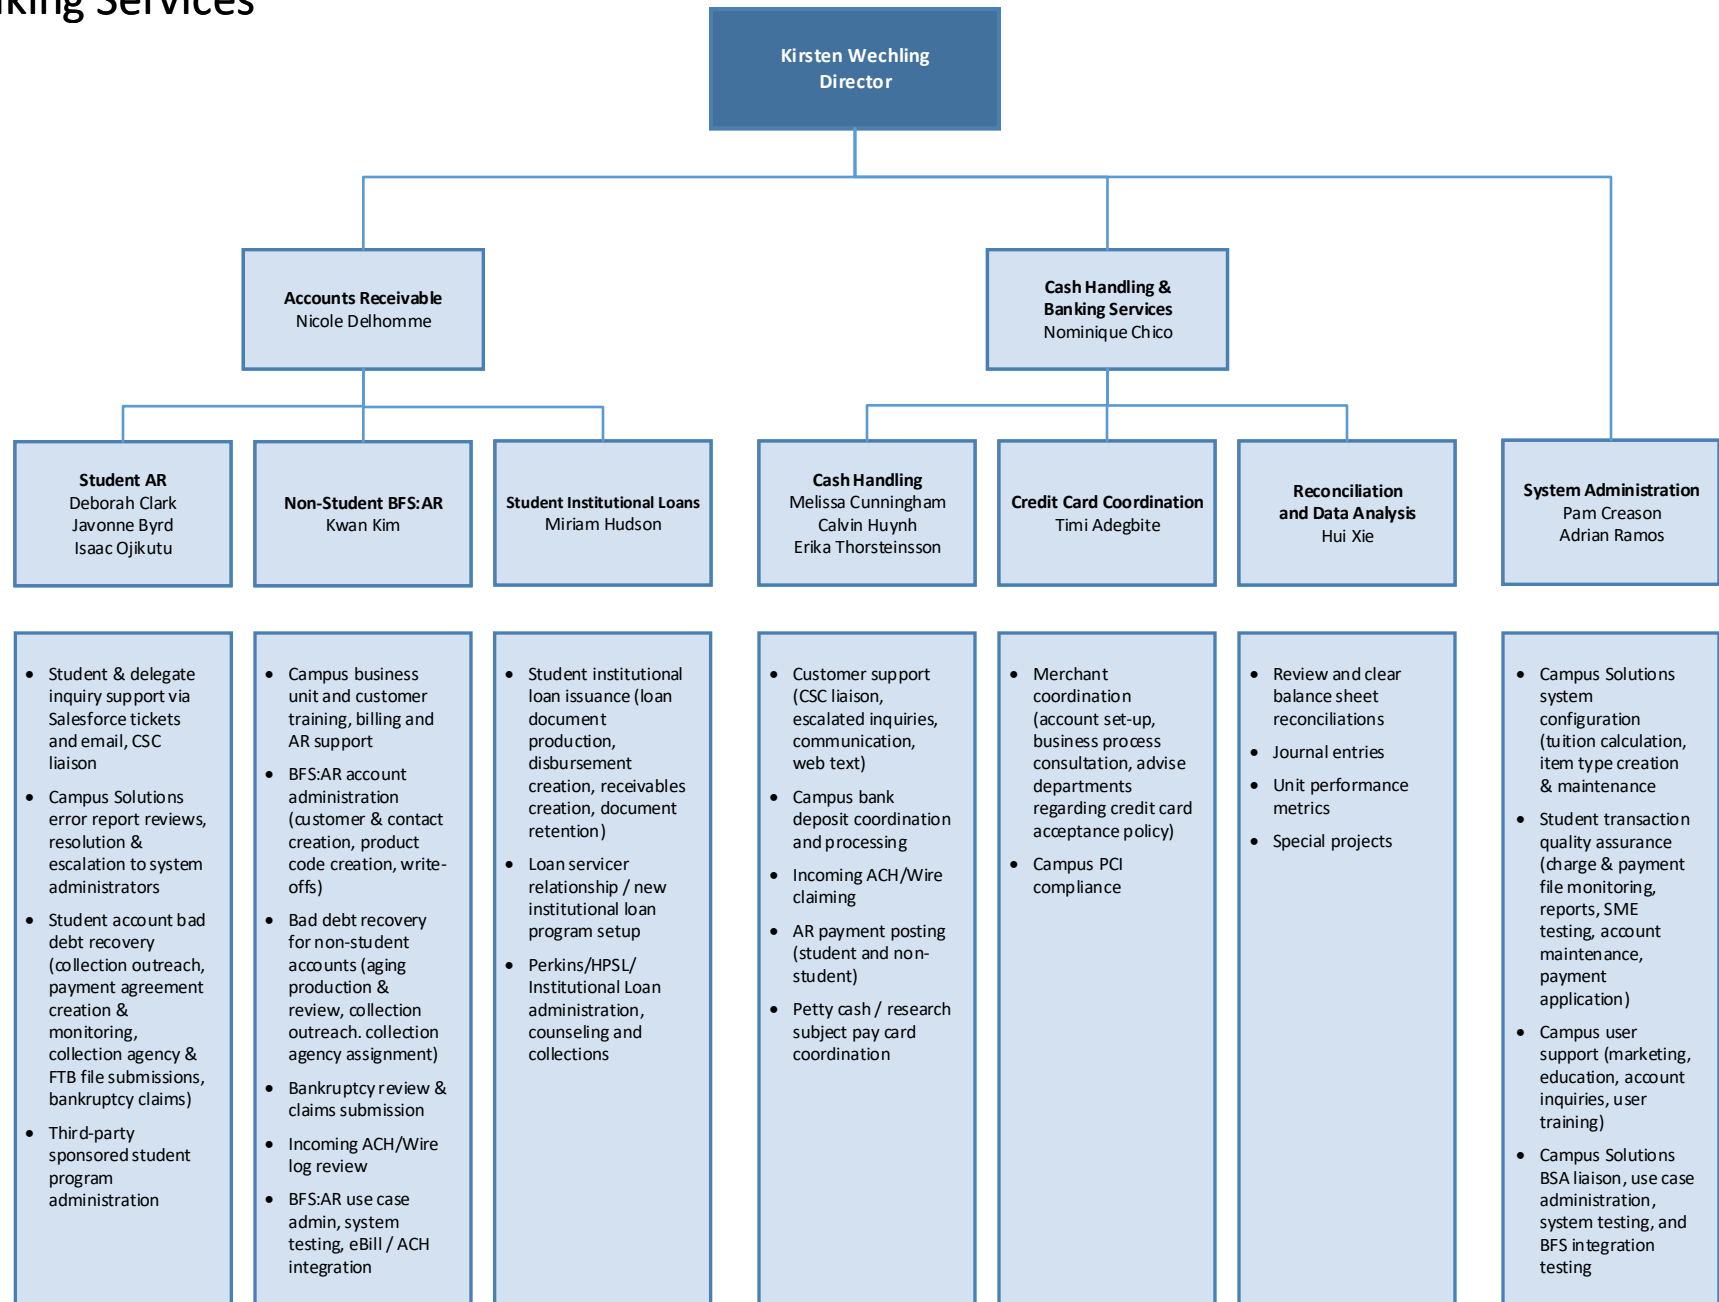 king Services
Kirsten Wechling
Director
Accounts Receivable
Nicole Delhomme
Cash Handling &
Banking Services
Nominique Chico
Student AR
Deborah Clark
Javonne Byrd
Isaac Ojikutu
Non-Student BFS:AR
Kwan Kim
Student Institutional Loans
Miriam Hudson
Cash Handling
Melissa Cunningham
Calvin Huynh
Erika Thorsteinsson
Credit Card Coordination
Timi Adegbite
Reconciliation
and Data Analysis
Hui Xie
System Administration
Pam Creason
Adrian Ramos
• Student & delegate
inquiry support via
Salesforce tickets
and email, CSC
liaison
• Campus Solutions
error report reviews,
resolution &
escalation to system
administrators
• Student account bad
debt recovery
(collection outreach,
payment agreement
creation &
monitoring,
collection agency &
FTB file submissions,
bankruptcy claims)
• Third-party
sponsored student
program
administration
• Campus business
unit and customer
training, billing and
AR support
• BFS:AR account
administration
(customer & contact
creation, product
code creation, write-
offs)
• Bad debt recovery
for non-student
accounts (aging
production &
review, collection
outreach. collection
agency assignment)
• Bankruptcy review &
claims submission
• Incoming ACH/Wire
log review
• BFS:AR use case
admin, system
testing, eBill / ACH
integration
• Student institutional
loan issuance (loan
document
production,
disbursement
creation, receivables
creation, document
retention)
• Loan servicer
relationship / new
institutional loan
program setup
• Perkins/HPSL/
Institutional Loan
administration,
counseling and
collections
• Customer support
(CSC liaison,
escalated inquiries,
communication,
web text)
• Campus bank
deposit coordination
and processing
• Incoming ACH/Wire
claiming
• AR payment posting
(student and non-
student)
• Petty cash / research
subject pay card
coordination
• Merchant
coordination
(account set-up,
business process
consultation, advise
departments
regarding credit card
acceptance policy)
• Campus PCI
compliance
• Review and clear
balance sheet
reconciliations
• Journal entries
• Unit performance
metrics
• Special projects
• Campus Solutions
system
configuration
(tuition calculation,
item type creation
& maintenance
• Student transaction
quality assurance
(charge & payment
file monitoring,
reports, SME
testing, account
maintenance,
payment
application)
• Campus user
support (marketing,
education, account
inquiries, user
training)
• Campus Solutions
BSA liaison, use case
administration,
system testing, and
BFS integration
testing